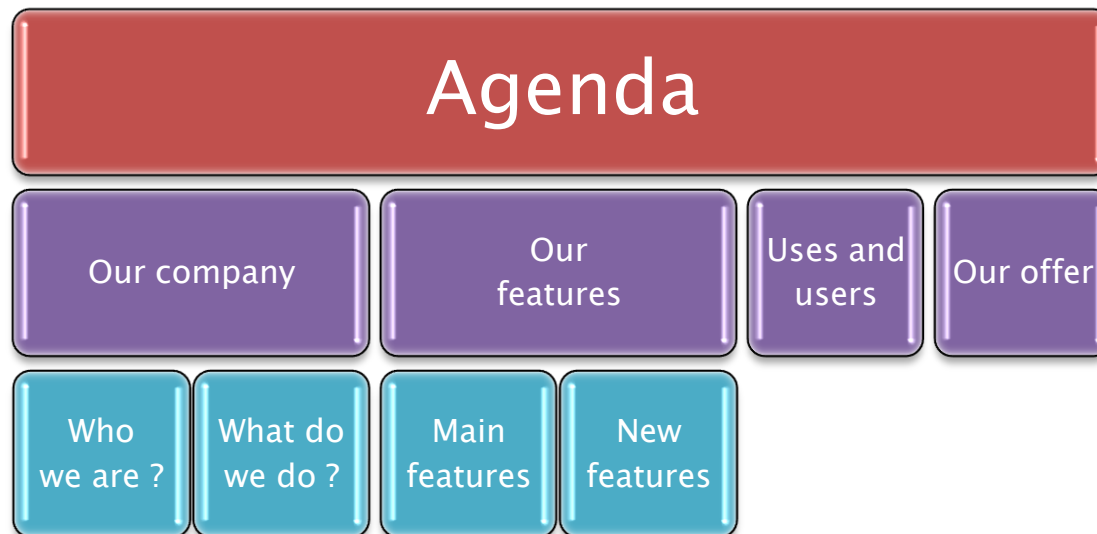 Agenda
Our company
Our
features
Uses and
users
Our offer
Who
we are ?
What do
we do ?
Main
features
New
features